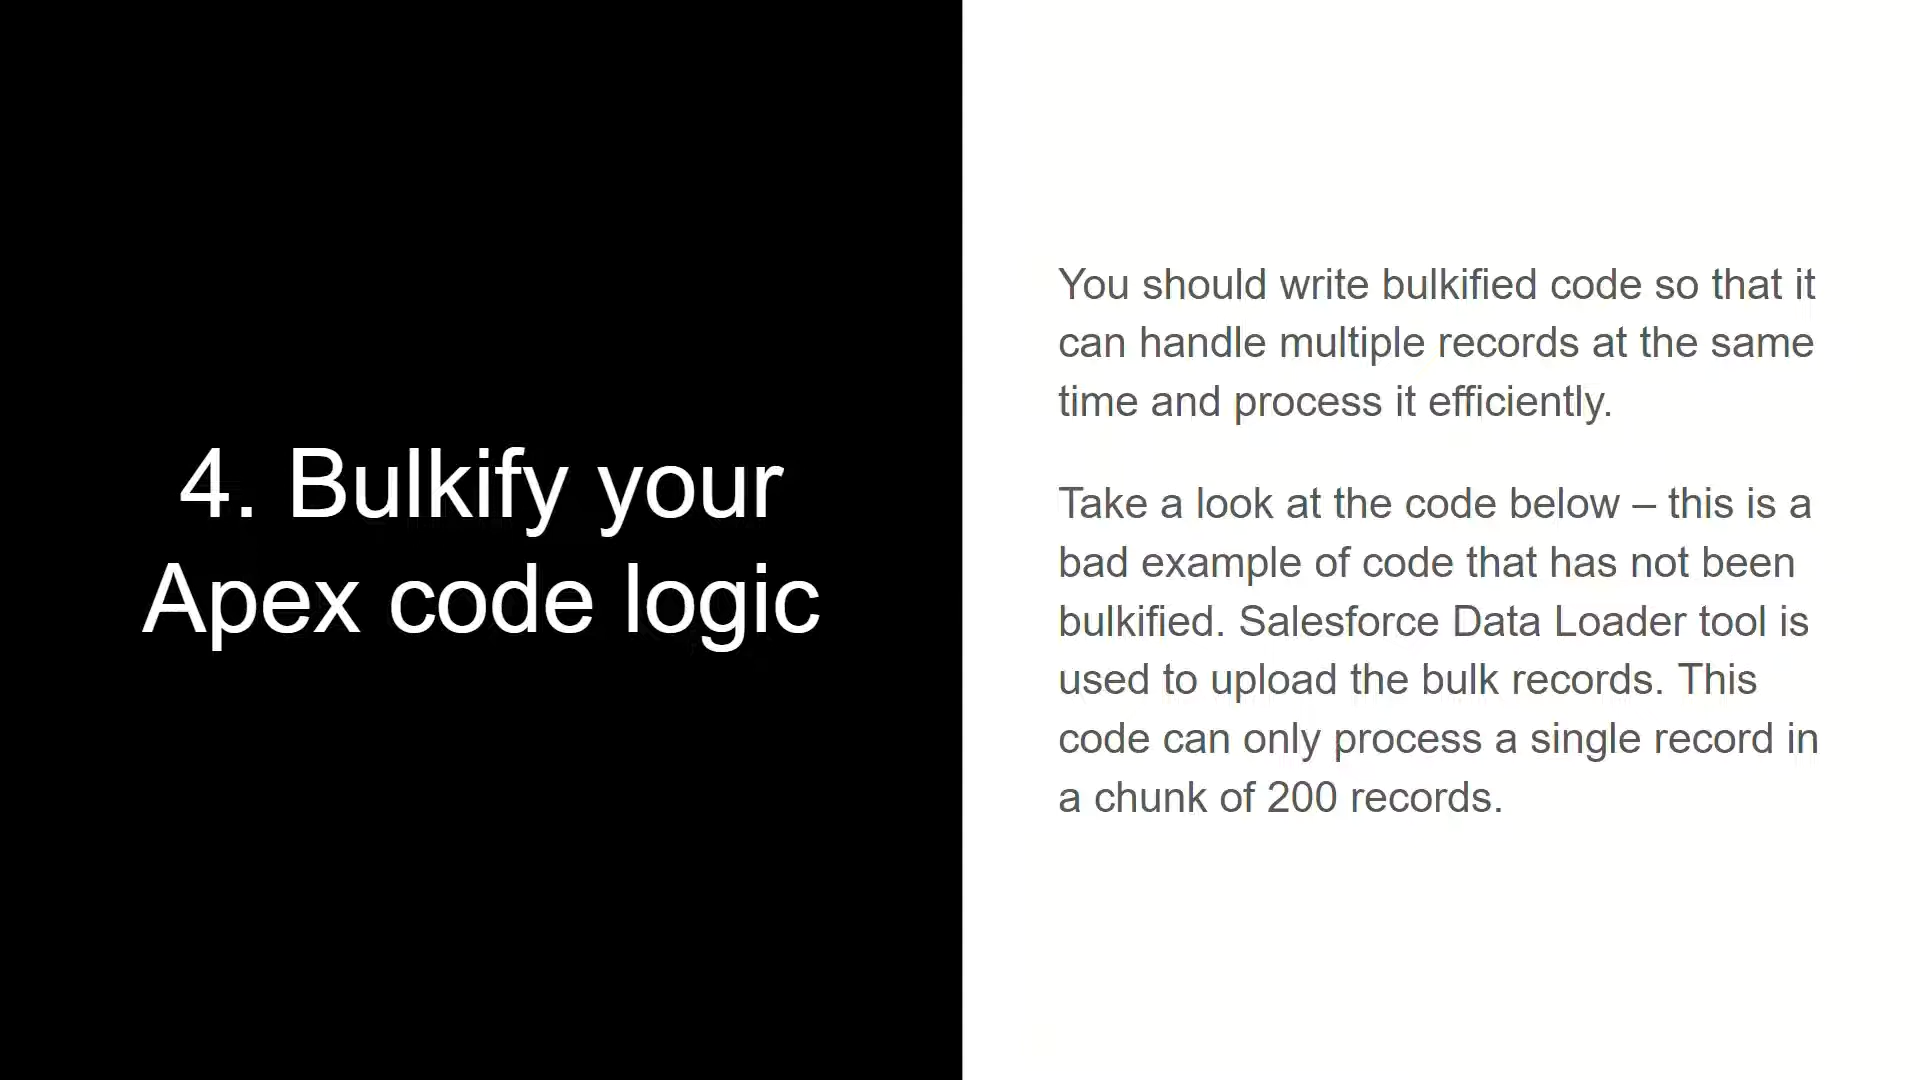 4. Bulkify your
Apex code logic
You should write bulkified code so that it
can handle multiple records at the same
time and process it efficiently.
Take a look at the code below – this is a
bad example of code that has not been
bulkified. Salesforce Data Loader tool is
used to upload the bulk records. This
code can only process a single record in
a chunk of 200 records.